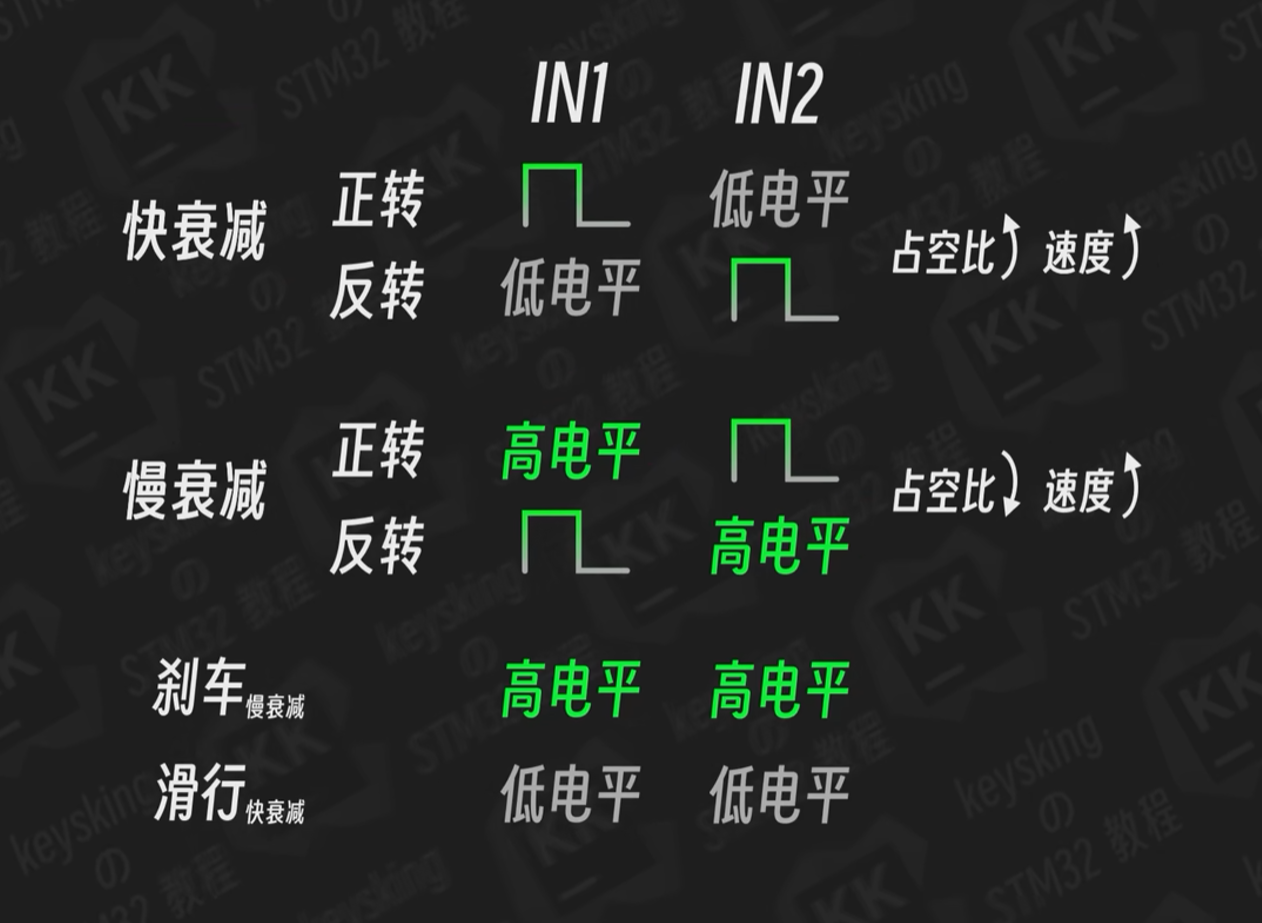 IN1 IN2
快衰减 正转 低电平 占空比 速度
反转 低电平
慢衰减 正转 高电平 占空比 速度
反转 高电平
刹车慢衰减 高电平 高电平
滑行快衰减 低电平 低电平
keysking
の
STM32 教程
KK